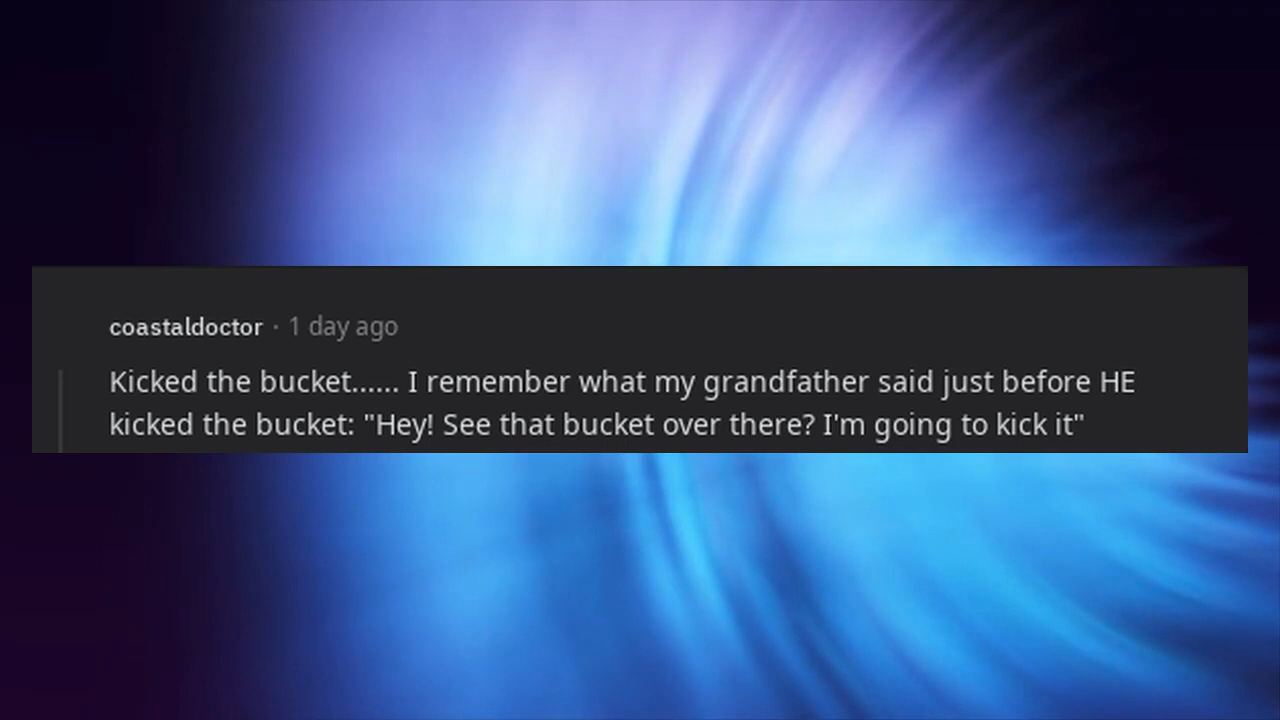 coastaldoctor · 1 day ago
Kicked the bucket...... I remember what my grandfather said just before HE
kicked the bucket: "Hey! See that bucket over there? I'm going to kick it"